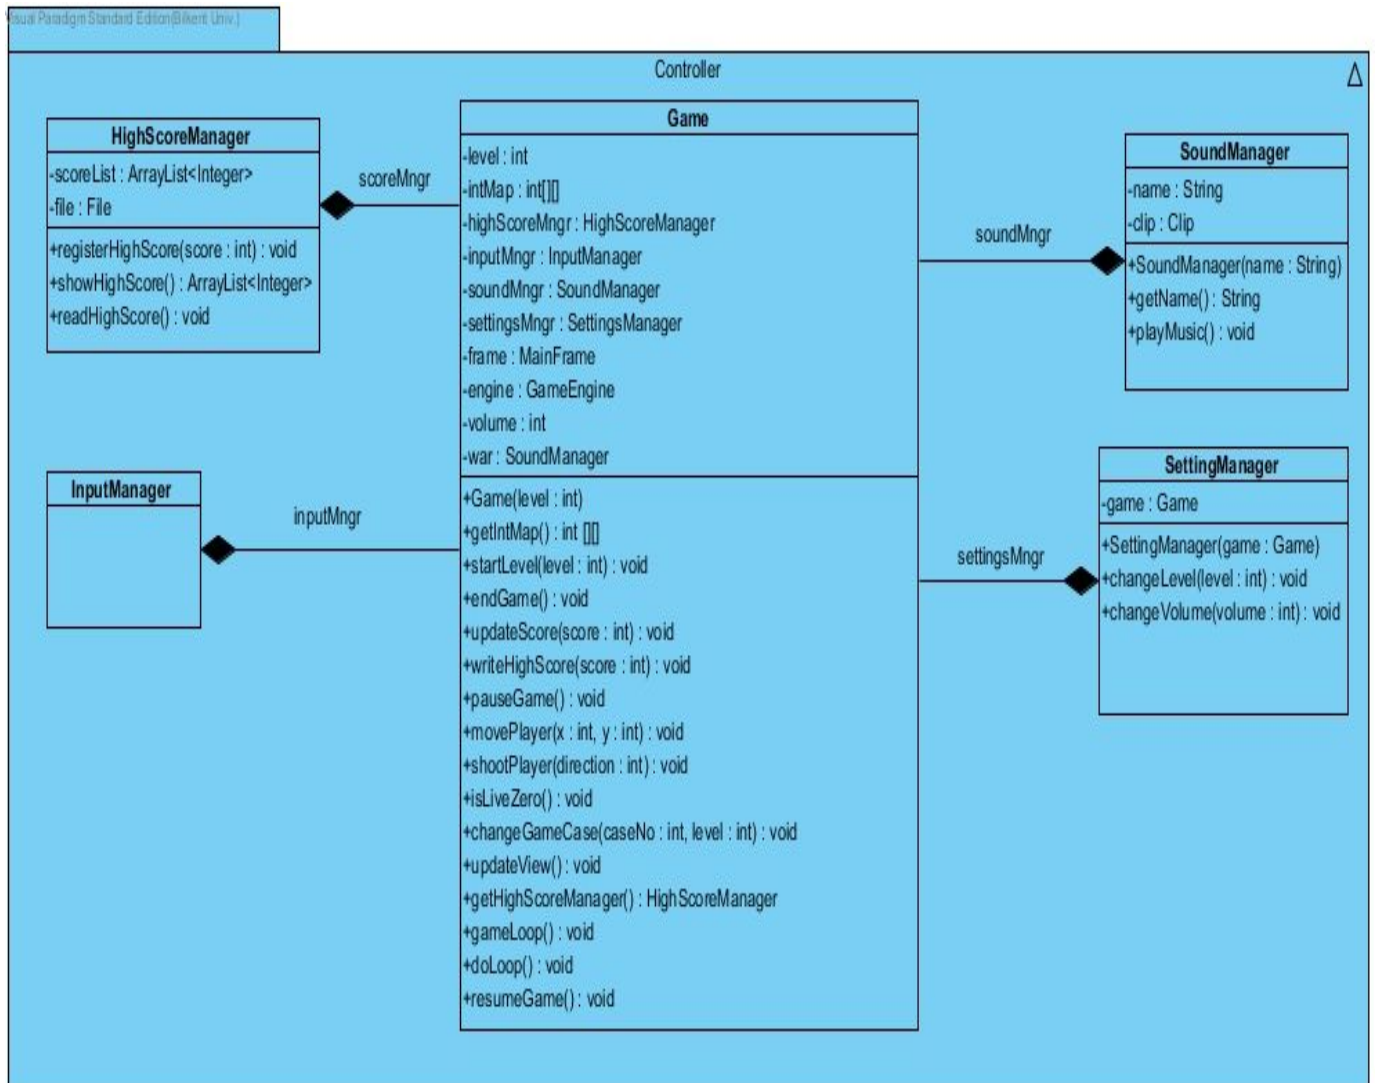 Visual Paradigm Standard Edition(Bilkent Univ.)
Controller
HighScoreManager
-scoreList : ArrayList<Integer>
-file : File
+registerHighScore(score : int) : void
+showHighScore() : ArrayList<Integer>
+readHighScore() : void
scoreMngr
Game
-level : int
-intMap : int[][]
-highScoreMngr : HighScoreManager
-inputMngr : InputManager
-soundMngr : SoundManager
-settingsMngr : SettingsManager
-frame : MainFrame
-engine : GameEngine
-volume : int
-war : SoundManager
+Game(level : int)
+getIntMap() : int [][]
+startLevel(level : int) : void
+endGame() : void
+updateScore(score : int) : void
+writeHighScore(score : int) : void
+pauseGame() : void
+movePlayer(x : int, y : int) : void
+shootPlayer(direction : int) : void
+isLiveZero() : void
+changeGameCase(caseNo : int, level : int) : void
+updateView() : void
+getHighScoreManager() : HighScoreManager
+gameLoop() : void
+doLoop() : void
+resumeGame() : void
soundMngr
SoundManager
-name : String
-clip : Clip
+SoundManager(name : String)
+getName() : String
+playMusic() : void
InputManager
inputMngr
settingsMngr
SettingManager
-game : Game
+SettingManager(game : Game)
+changeLevel(level : int) : void
+changeVolume(volume : int) : void